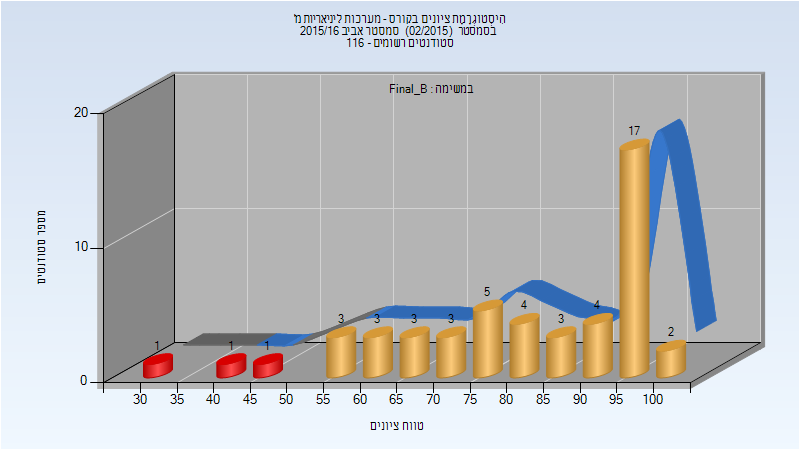 היסטוגרמת ציונים בקורס - מערכות ליניאריות מ'
בסמסטר (02/2015) סמסטר אביב 2015/16
סטודנטים רשומים - 116
במשימה : Final_B
מספר סטודנטים
20
10
0
1
1
1
3
3
3
3
5
4
3
4
17
2
30 35 40 45 50 55 60 65 70 75 80 85 90 95 100
טווח ציונים